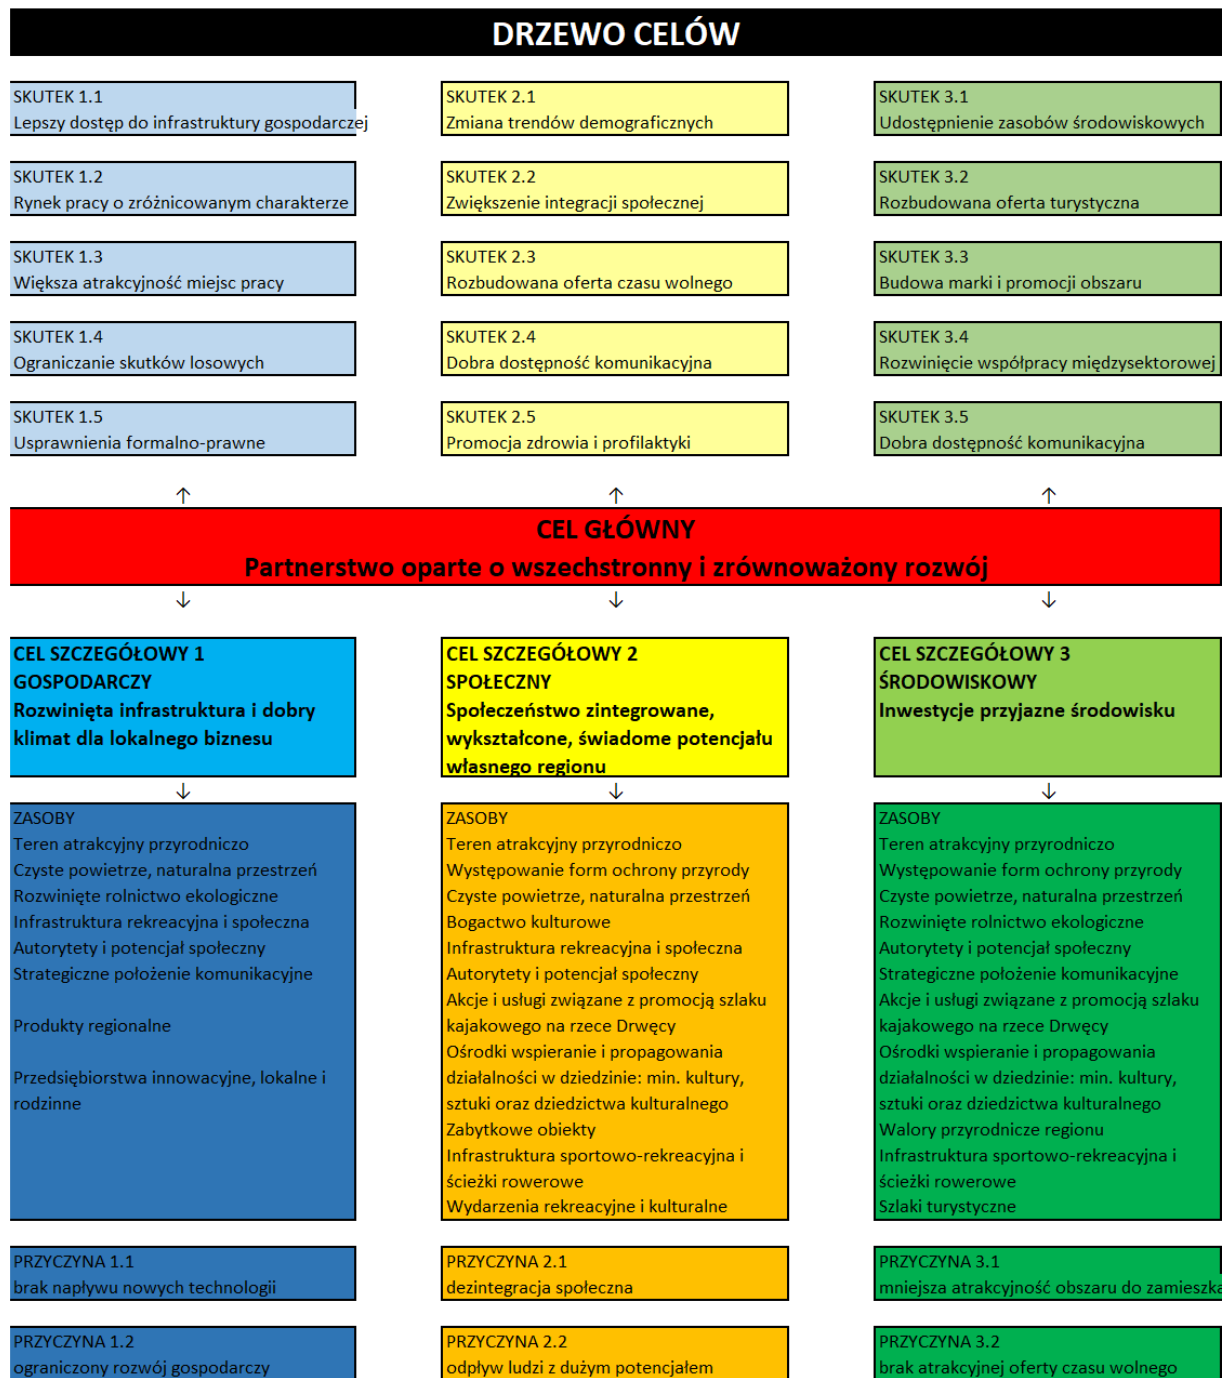 DRZEWO CELÓW
SKUTEK 1.1
Lepszy dostęp do infrastruktury gospodarczej
SKUTEK 2.1
Zmiana trendów demograficznych
SKUTEK 3.1
Udostępnienie zasobów środowiskowych
SKUTEK 1.2
Rynek pracy o zróżnicowanym charakterze
SKUTEK 2.2
Zwiększenie integracji społecznej
SKUTEK 3.2
Rozbudowana oferta turystyczna
SKUTEK 1.3
Większa atrakcyjność miejsc pracy
SKUTEK 2.3
Rozbudowana oferta czasu wolnego
SKUTEK 3.3
Budowa marki i promocji obszaru
SKUTEK 1.4
Ograniczanie skutków losowych
SKUTEK 2.4
Dobra dostępność komunikacyjna
SKUTEK 3.4
Rozwinięcie współpracy międzysektorowej
SKUTEK 1.5
Usprawnienia formalno-prawne
SKUTEK 2.5
Promocja zdrowia i profilaktyki
SKUTEK 3.5
Dobra dostępność komunikacyjna
↑ ↑ ↑
CEL GŁÓWNY
Partnerstwo oparte o wszechstronny i zrównoważony rozwój
↓ ↓ ↓
CEL SZCZEGÓŁOWY 1
GOSPODARCZY
Rozwinięta infrastruktura i dobry
klimat dla lokalnego biznesu
CEL SZCZEGÓŁOWY 2
SPOŁECZNY
Społeczeństwo zintegrowane,
wykształcone, świadome potencjału
własnego regionu
CEL SZCZEGÓŁOWY 3
ŚRODOWISKOWY
Inwestycje przyjazne środowisku
↓ ↓ ↓
ZASOBY
Teren atrakcyjny przyrodniczo
Czyste powietrze, naturalna przestrzeń
Rozwinięte rolnictwo ekologiczne
Infrastruktura rekreacyjna i społeczna
Autorytety i potencjał społeczny
Strategiczne położenie komunikacyjne
Produkty regionalne
Przedsiębiorstwa innowacyjne, lokalne i
rodzinne
ZASOBY
Teren atrakcyjny przyrodniczo
Występowanie form ochrony przyrody
Czyste powietrze, naturalna przestrzeń
Bogactwo kulturowe
Infrastruktura rekreacyjna i społeczna
Autorytety i potencjał społeczny
Akcje i usługi związane z promocją szlaku
kajakowego na rzece Drwęcy
Ośrodki wspieranie i propagowania
działalności w dziedzinie: min. kultury,
sztuki oraz dziedzictwa kulturalnego
Zabytkowe obiekty
Infrastruktura sportowo-rekreacyjna i
ścieżki rowerowe
Wydarzenia rekreacyjne i kulturalne
ZASOBY
Teren atrakcyjny przyrodniczo
Występowanie form ochrony przyrody
Czyste powietrze, naturalna przestrzeń
Rozwinięte rolnictwo ekologiczne
Autorytety i potencjał społeczny
Strategiczne położenie komunikacyjne
Akcje i usługi związane z promocją szlaku
kajakowego na rzece Drwęcy
Ośrodki wspieranie i propagowania
działalności w dziedzinie: min. kultury,
sztuki oraz dziedzictwa kulturalnego
Walory przyrodnicze regionu
Infrastruktura sportowo-rekreacyjna i
ścieżki rowerowe
Szlaki turystyczne
PRZYCZYNA 1.1
brak napływu nowych technologii
PRZYCZYNA 2.1
dezintegracja społeczna
PRZYCZYNA 3.1
mniejsza atrakcyjność obszaru do zamieszka
PRZYCZYNA 1.2
ograniczony rozwój gospodarczy
PRZYCZYNA 2.2
odpływ ludzi z dużym potencjałem
PRZYCZYNA 3.2
brak atrakcyjnej oferty czasu wolnego